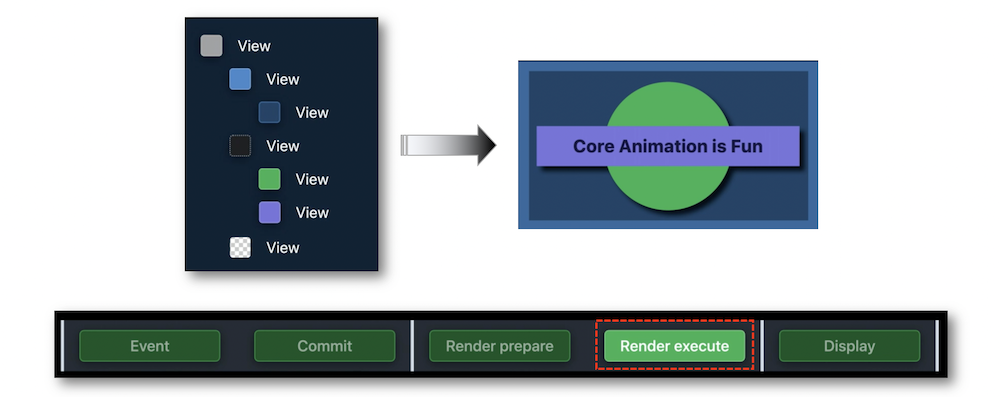 View
View
View
View
View
View
View
Core Animation is Fun
Event
Commit
Render prepare
Render execute
Display